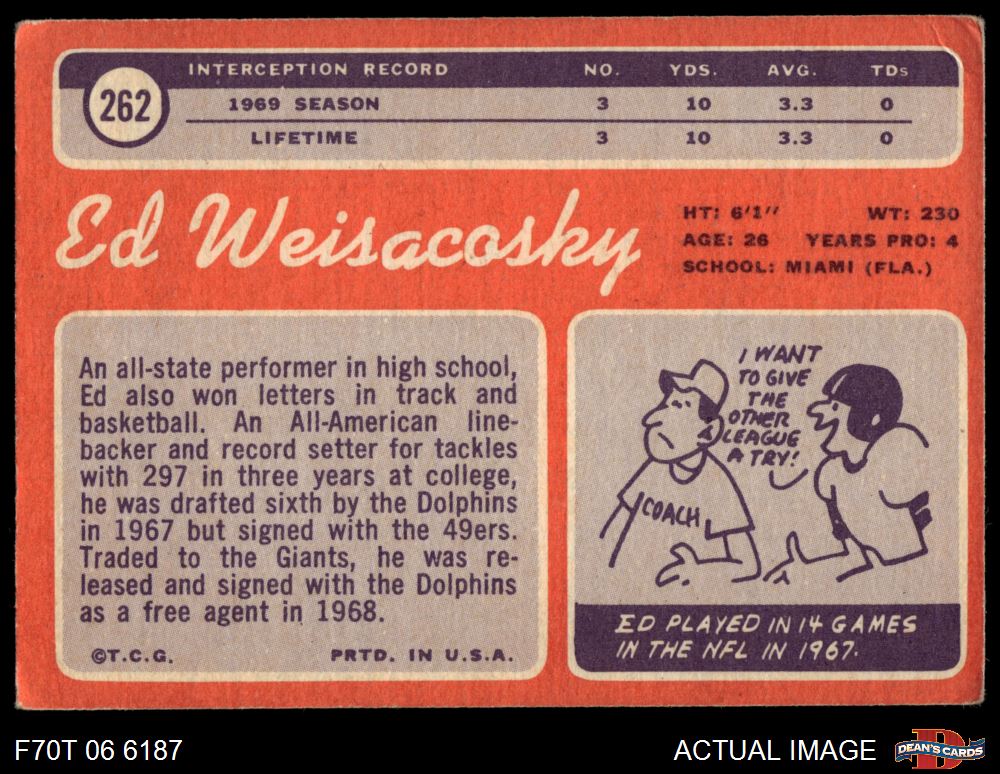 262
INTERCEPTION RECORD NO. YDS. AVG. TDs
1969 SEASON 3 10 3.3 0
LIFETIME 3 10 3.3 0
Ed Weisacosky
HT: 6'1" WT: 230
AGE: 26 YEARS PRO: 4
SCHOOL: MIAMI (FLA.)
An all-state performer in high school,
Ed also won letters in track and
basketball. An All-American line-
backer and record setter for tackles
with 297 in three years at college,
he was drafted sixth by the Dolphins
in 1967 but signed with the 49ers.
Traded to the Giants, he was re-
leased and signed with the Dolphins
as a free agent in 1968.
©T.C.G. PRTD. IN U.S.A.
I WANT
TO GIVE
THE
OTHER
LEAGUE
A TRY!
COACH
ED PLAYED IN 14 GAMES
IN THE NFL IN 1967.
F70T 06 6187
ACTUAL IMAGE
D
DEAN'S CARDS